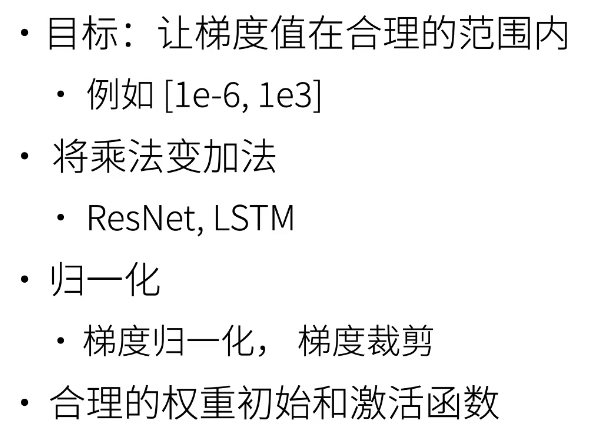 • 目标：让梯度值在合理的范围内
• 例如 [1e-6, 1e3]
• 将乘法变加法
• ResNet, LSTM
• 归一化
• 梯度归一化， 梯度裁剪
• 合理的权重初始和激活函数